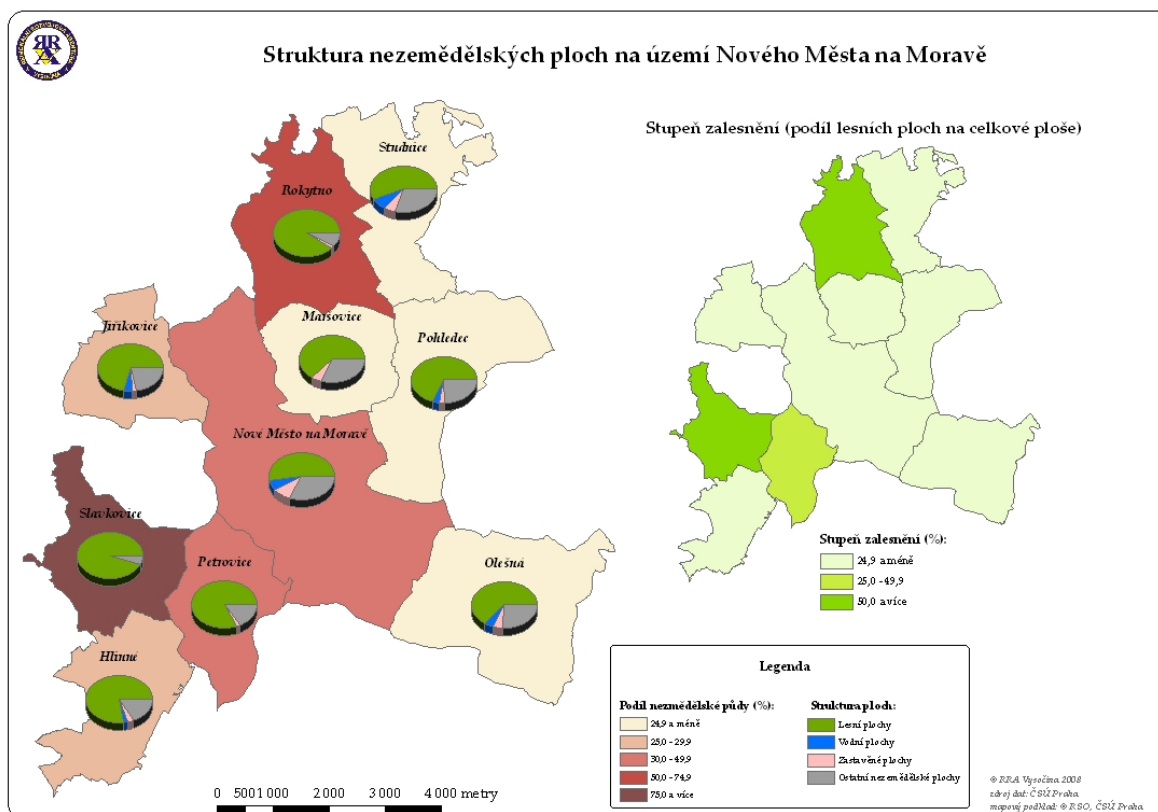 Struktura nezemědělských ploch na území Nového Města na Moravě
Stupeň zalesnění (podíl lesních ploch na celkové ploše)
Studnice
Rokytno
Maršovice
Jiříkovice
Pohledec
Nové Město na Moravě
Slavkovice
Petrovice
Olešná
Hlinné
Stupeň zalesnění (%):
24,9 a méně
25,0 - 49,9
50,0 a více
Legenda
Podíl nezmědělské půdy (%):
24,9 a méně
25,0 - 29,9
30,0 - 49,9
50,0 - 74,9
75,0 a více
Struktura ploch:
Lesní plochy
Vodní plochy
Zastavěné plochy
Ostatní nezemědělské plochy
0 500 1 000 2 000 3 000 4 000 metry
© RRA Vysočina 2008
zdroj dat: ČSÚ Praha
mapový podklad: © RSO, ČSÚ Praha